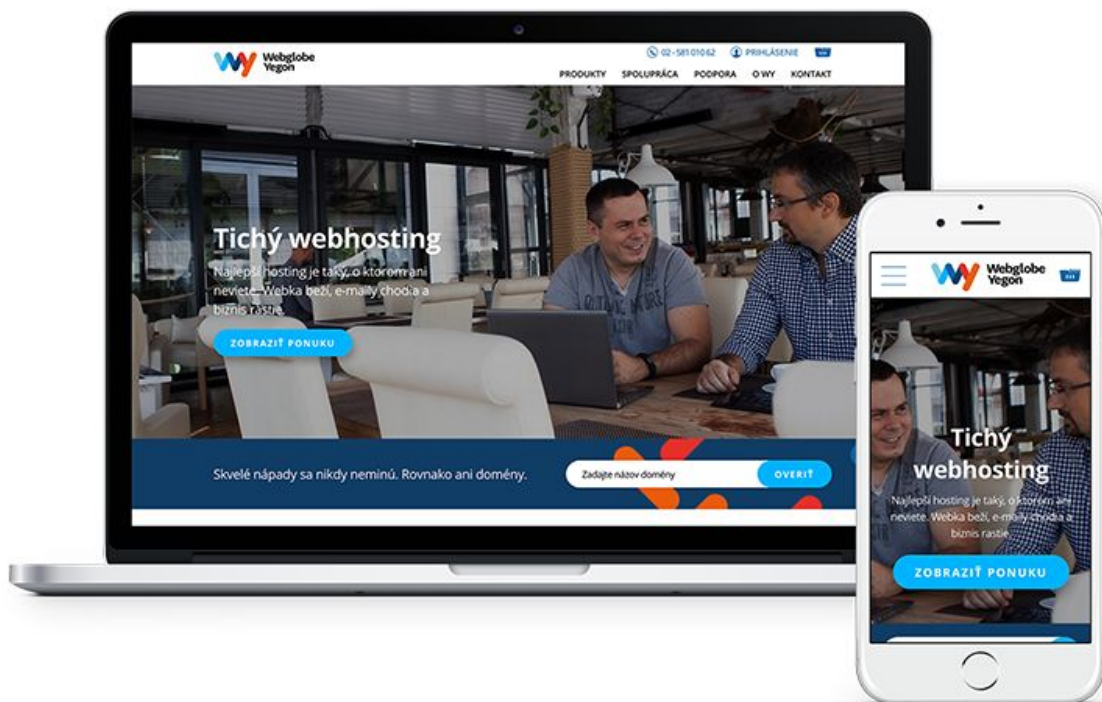 Webglobe
Yegon
02 - 581 010 62 PRIHLÁSENIE
PRODUKTY SPOLUPRÁCA PODPORA O WY KONTAKT
Tichý webhosting
Najlepší hosting je taký, o ktorom ani
neviete. Webka beží, e-maily chodia a
biznis rastie.
ZOBRAZIŤ PONUKU
Skvelé nápady sa nikdy neminú. Rovnako ani domény.
Zadajte názov domény
OVERIŤ
Webglobe
Yegon
Tichý
webhosting
Najlepší hosting je taký, o ktorom ani
neviete. Webka beží, e-maily chodia a
biznis rastie.
ZOBRAZIŤ PONUKU